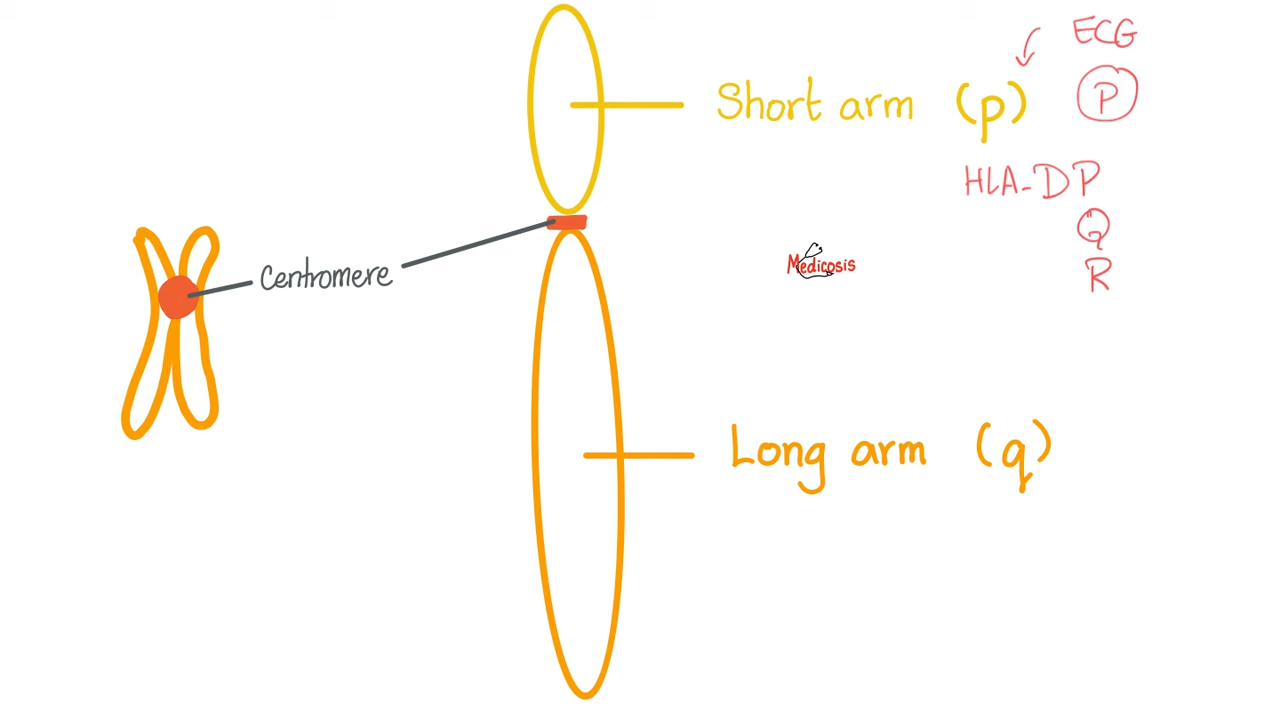 ECG
Short arm (p)
P
HLA-DP
Q
R
Centromere
Medicosis
Long arm (q)